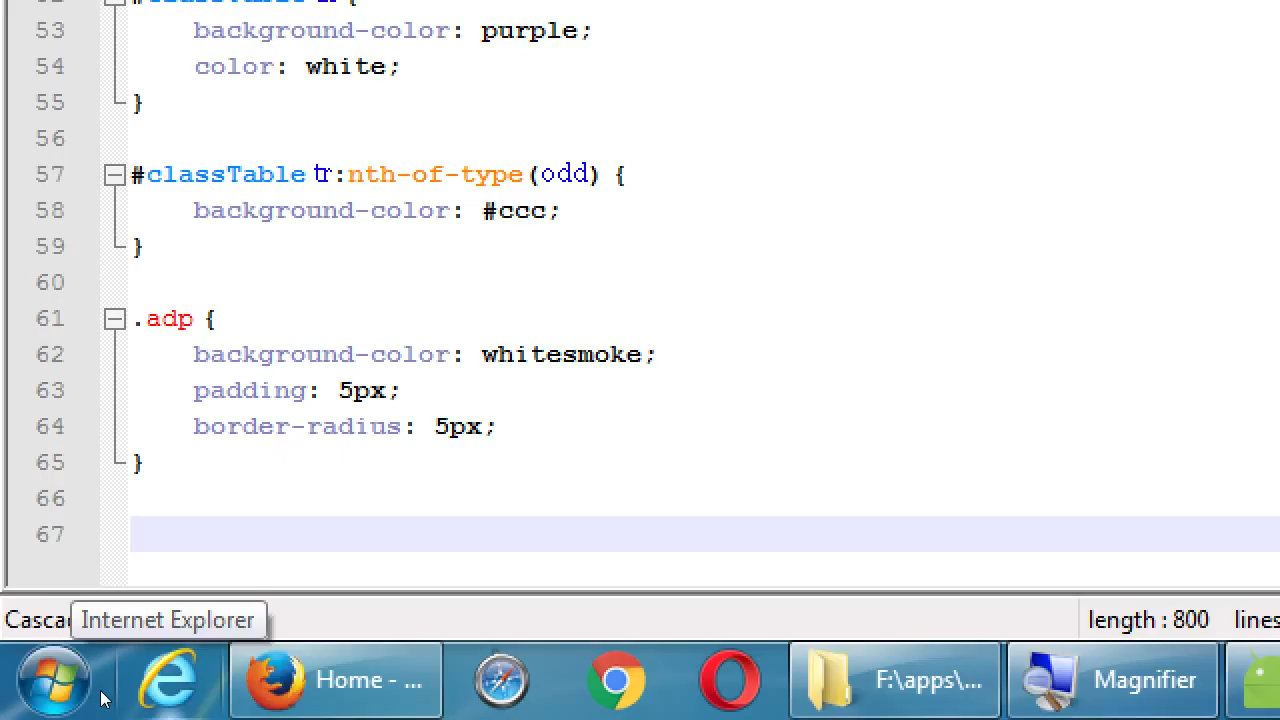 53 background-color: purple;
54 color: white;
55 }
56
57 #classTable tr:nth-of-type(odd) {
58 background-color: #ccc;
59 }
60
61 .adp {
62 background-color: whitesmoke;
63 padding: 5px;
64 border-radius: 5px;
65 }
66
67
Casca Internet Explorer length : 800 lines
Home - ... F:\apps\... Magnifier